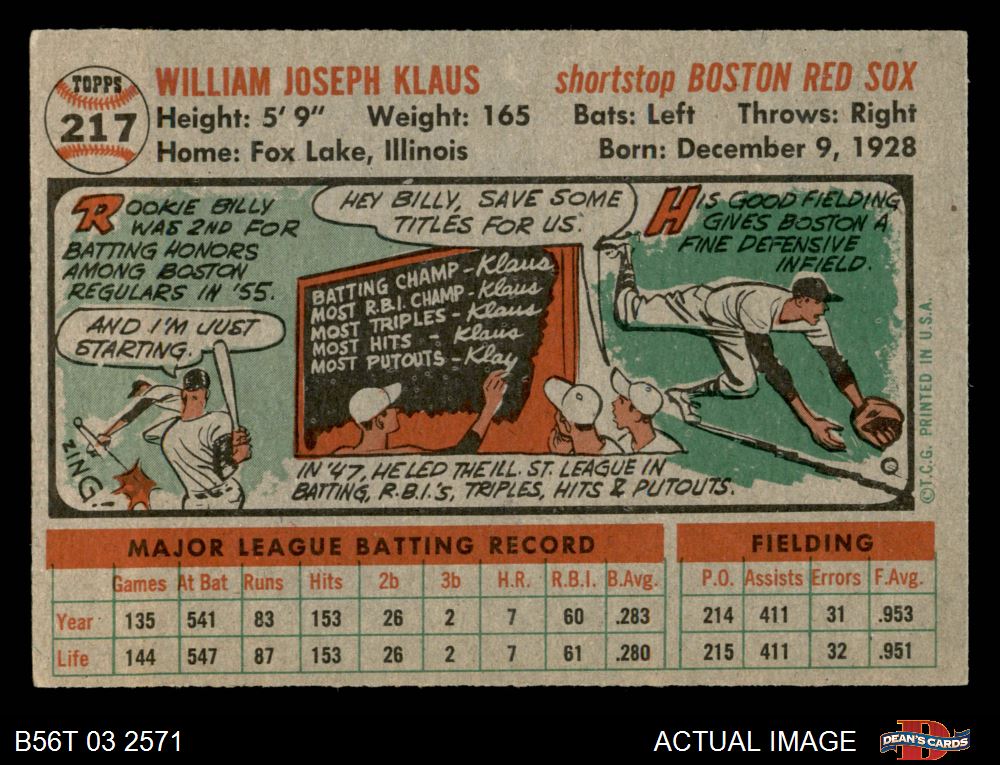 TOPPS
217
WILLIAM JOSEPH KLAUS
shortstop BOSTON RED SOX
Height: 5' 9" Weight: 165 Bats: Left Throws: Right
Home: Fox Lake, Illinois Born: December 9, 1928
ROOKIE BILLY
WAS 2ND FOR
BATTING HONORS
AMONG BOSTON
REGULARS IN '55.
AND I'M JUST
STARTING.
ZING!
HEY BILLY, SAVE SOME
TITLES FOR US.
BATTING CHAMP - Klaus
MOST R.B.I. CHAMP - Klaus
MOST TRIPLES - Klaus
MOST HITS - Klaus
MOST PUTOUTS - Klay
IN '47, HE LED THE ILL. ST. LEAGUE IN
BATTING, R.B.I.'S, TRIPLES, HITS & PUTOUTS.
HIS GOOD FIELDING
GIVES BOSTON A
FINE DEFENSIVE
INFIELD.
©T.C.G. PRINTED IN U.S.A.
MAJOR LEAGUE BATTING RECORD FIELDING
Games At Bat Runs Hits 2b 3b H.R. R.B.I. B.Avg. P.O. Assists Errors F.Avg.
Year 135 541 83 153 26 2 7 60 .283 214 411 31 .953
Life 144 547 87 153 26 2 7 61 .280 215 411 32 .951
B56T 03 2571
ACTUAL IMAGE
DEAN'S CARDS